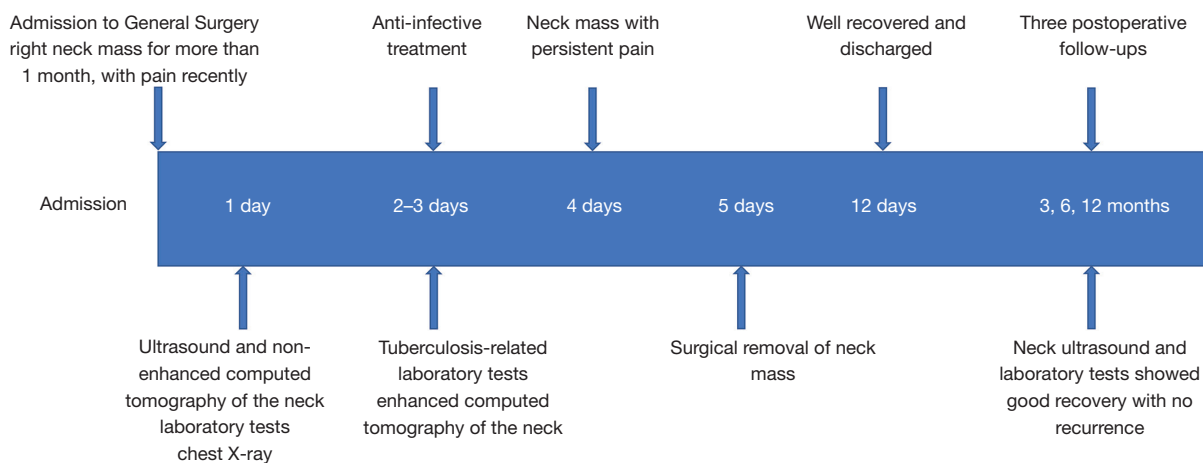 Admission to General Surgery
right neck mass for more than
1 month, with pain recently
Anti-infective
treatment
Neck mass with
persistent pain
Well recovered and
discharged
Three postoperative
follow-ups
Admission
1 day
2–3 days
4 days
5 days
12 days
3, 6, 12 months
Ultrasound and non-
enhanced computed
tomography of the neck
laboratory tests
chest X-ray
Tuberculosis-related
laboratory tests
enhanced computed
tomography of the neck
Surgical removal of neck
mass
Neck ultrasound and
laboratory tests showed
good recovery with no
recurrence